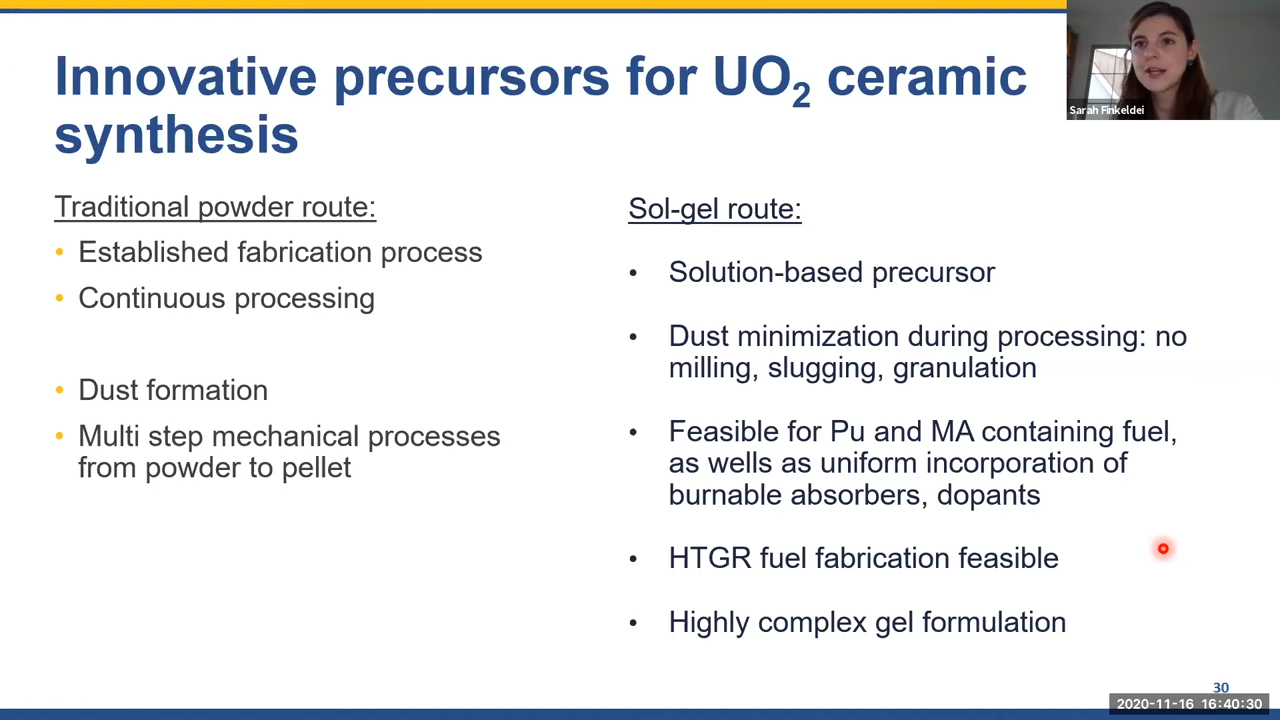 Innovative precursors for UO2 ceramic
synthesis
Sarah Finkeldei
Traditional powder route:
• Established fabrication process
• Continuous processing
• Dust formation
• Multi step mechanical processes
from powder to pellet
Sol-gel route:
• Solution-based precursor
• Dust minimization during processing: no
milling, slugging, granulation
• Feasible for Pu and MA containing fuel,
as wells as uniform incorporation of
burnable absorbers, dopants
• HTGR fuel fabrication feasible
• Highly complex gel formulation
30
2020-11-16 16:40:30